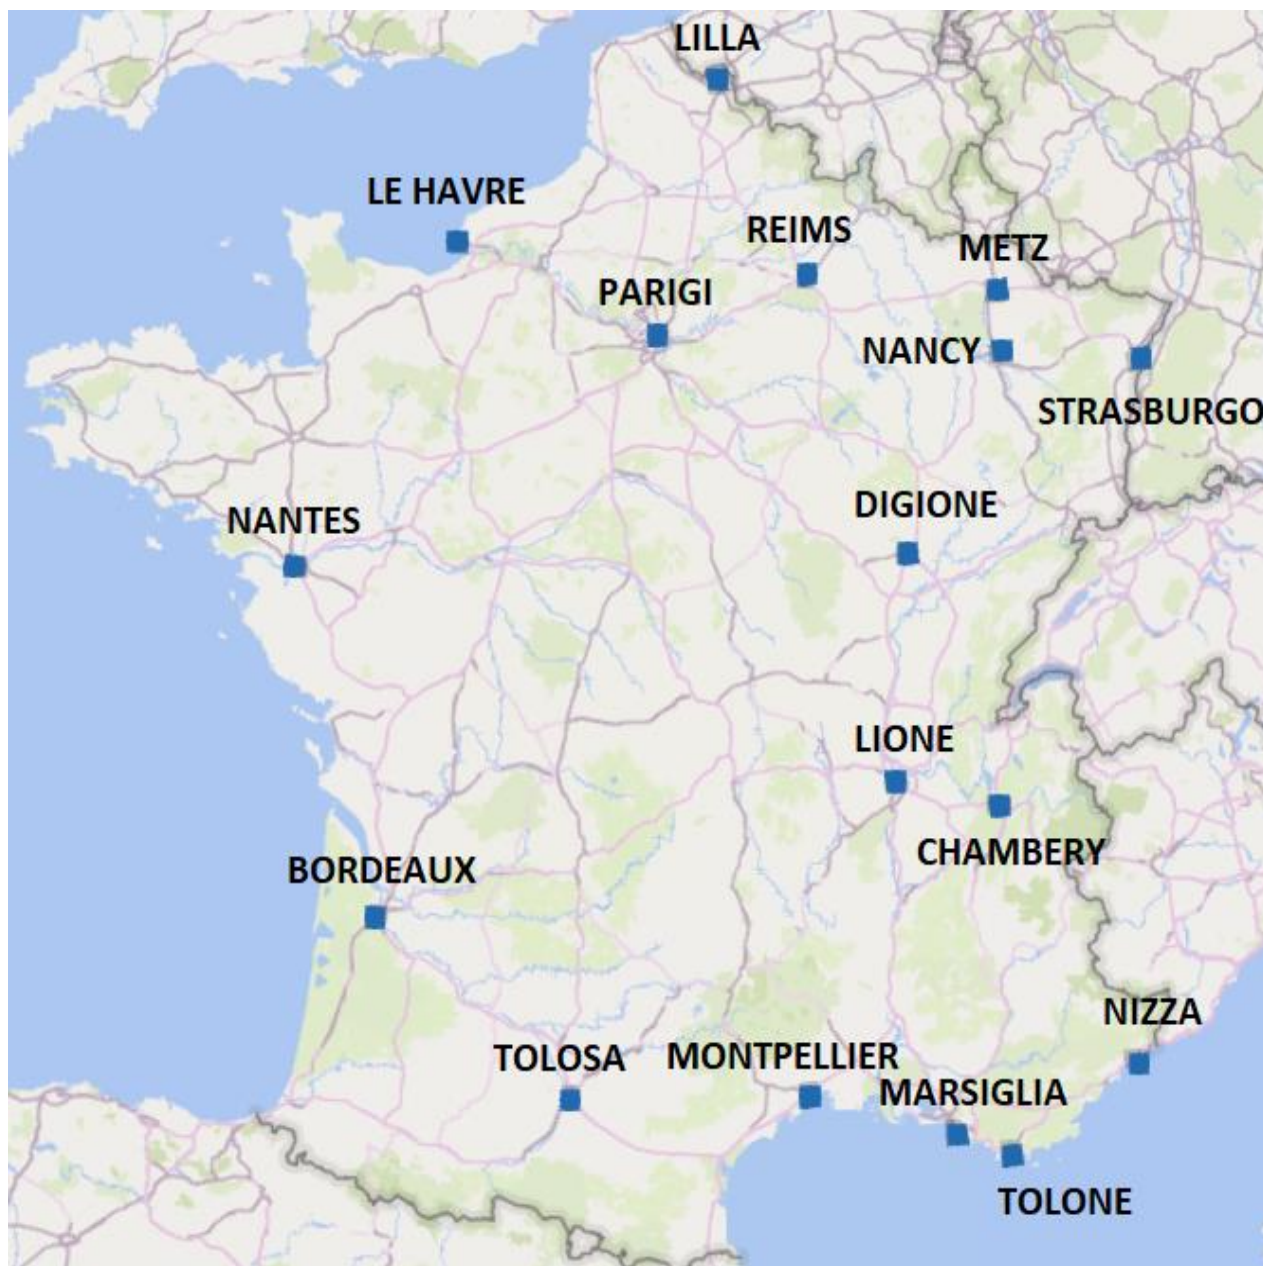 LILLA
LE HAVRE
REIMS
METZ
PARIGI
NANCY
STRASBURGO
DIGIONE
NANTES
LIONE
CHAMBERY
BORDEAUX
NIZZA
TOLOSA
MONTPELLIER
MARSIGLIA
TOLONE